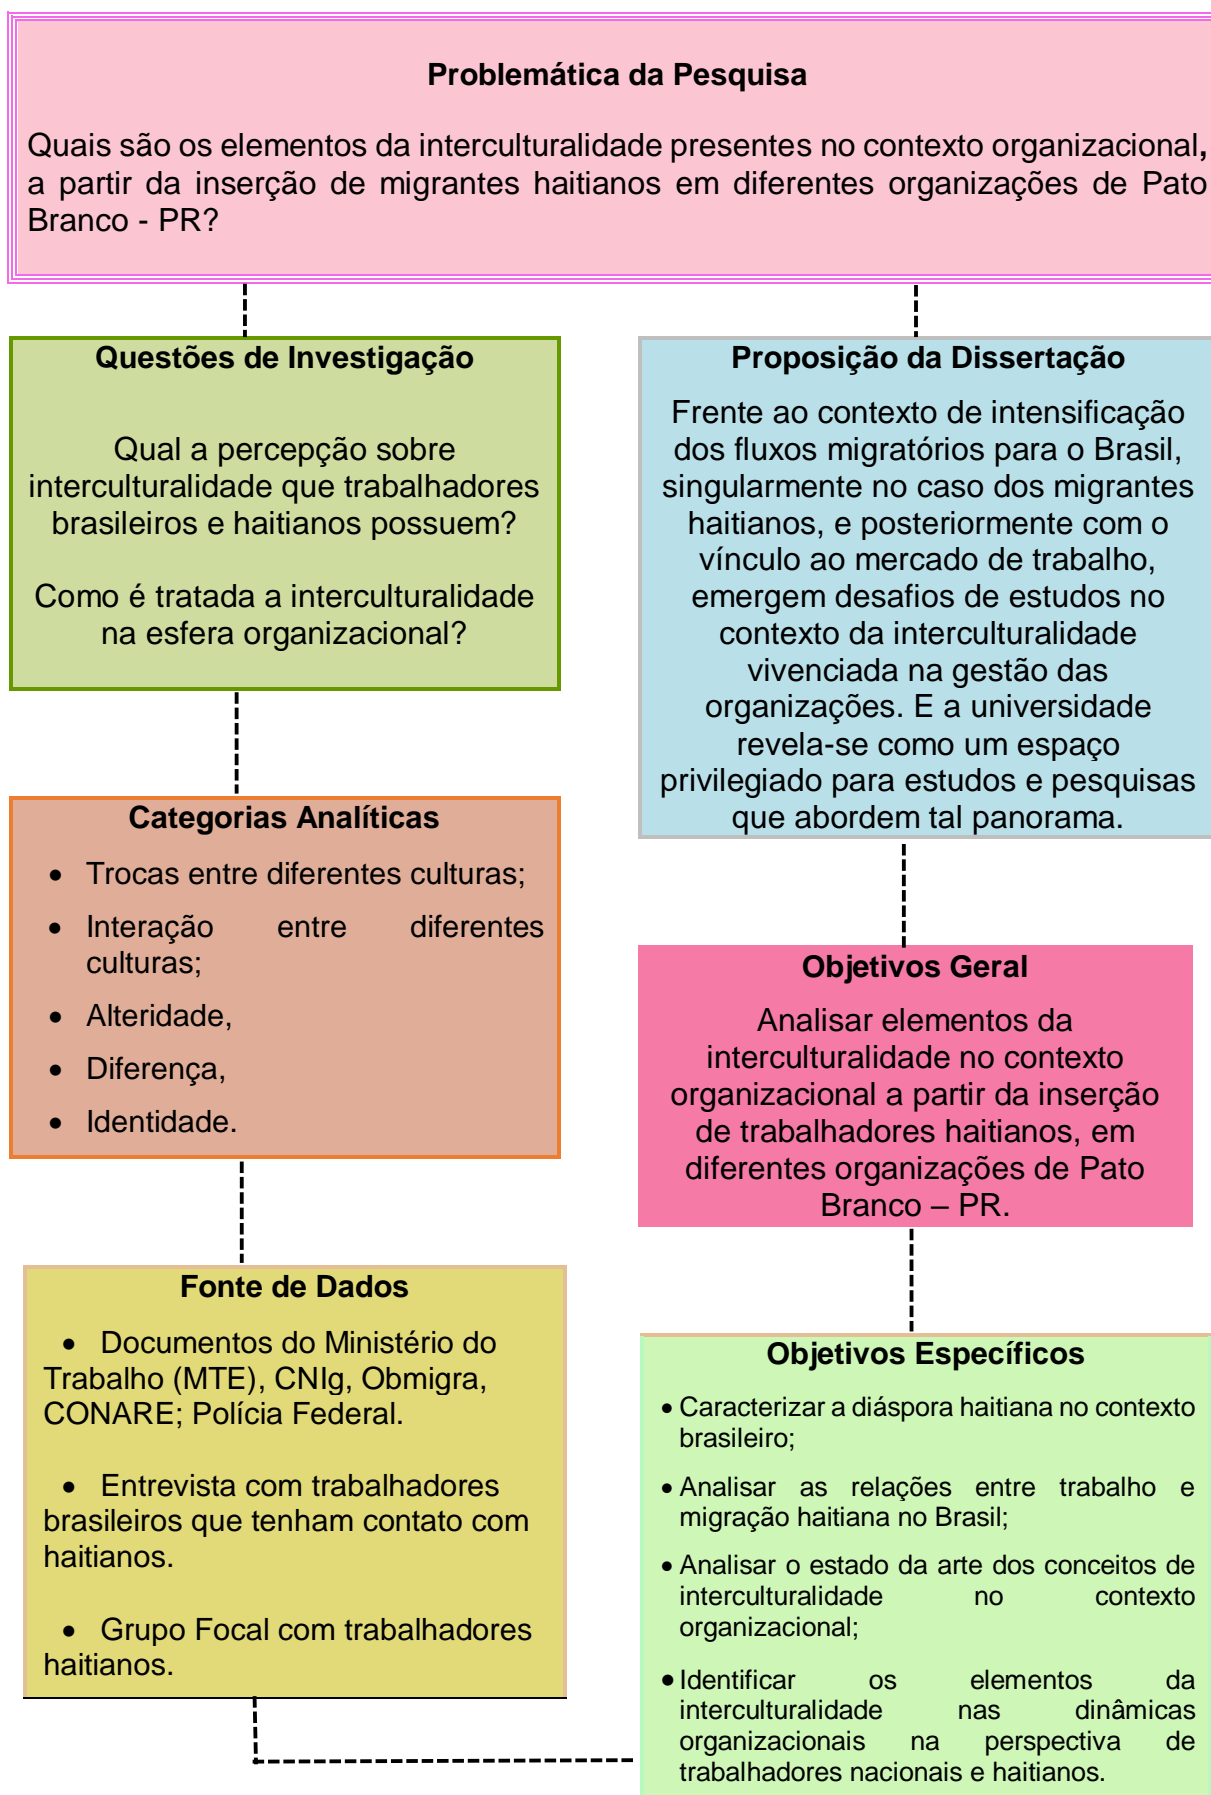 Problemática da Pesquisa
Quais são os elementos da interculturalidade presentes no contexto organizacional,
a partir da inserção de migrantes haitianos em diferentes organizações de Pato
Branco - PR?
Questões de Investigação
Qual a percepção sobre
interculturalidade que trabalhadores
brasileiros e haitianos possuem?
Como é tratada a interculturalidade
na esfera organizacional?
Categorias Analíticas
• Trocas entre diferentes culturas;
• Interação entre diferentes
culturas;
• Alteridade,
• Diferença,
• Identidade.
Fonte de Dados
• Documentos do Ministério do
Trabalho (MTE), CNIg, Obmigra,
CONARE; Polícia Federal.
• Entrevista com trabalhadores
brasileiros que tenham contato com
haitianos.
• Grupo Focal com trabalhadores
haitianos.
Proposição da Dissertação
Frente ao contexto de intensificação
dos fluxos migratórios para o Brasil,
singularmente no caso dos migrantes
haitianos, e posteriormente com o
vínculo ao mercado de trabalho,
emergem desafios de estudos no
contexto da interculturalidade
vivenciada na gestão das
organizações. E a universidade
revela-se como um espaço
privilegiado para estudos e pesquisas
que abordem tal panorama.
Objetivos Geral
Analisar elementos da
interculturalidade no contexto
organizacional a partir da inserção
de trabalhadores haitianos, em
diferentes organizações de Pato
Branco – PR.
Objetivos Específicos
• Caracterizar a diáspora haitiana no contexto
brasileiro;
• Analisar as relações entre trabalho e
migração haitiana no Brasil;
• Analisar o estado da arte dos conceitos de
interculturalidade no contexto
organizacional;
• Identificar os elementos da
interculturalidade nas dinâmicas
organizacionais na perspectiva de
trabalhadores nacionais e haitianos.